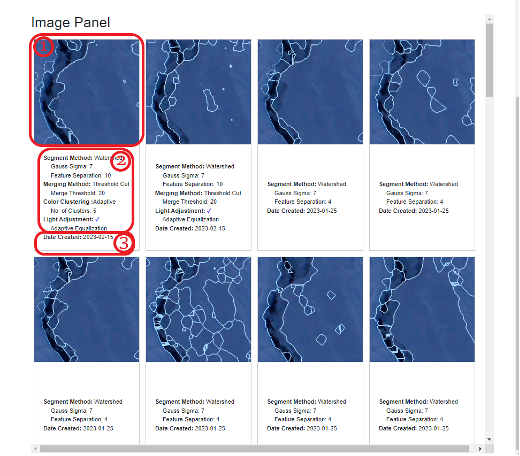 Image Panel
1
Segment Method: Watershed
2
Gauss Sigma: 7
Feature Separation: 10
Merging Method: Threshold Cut
Merge Threshold: 20
Color Clustering :Adaptive
No. of Clusters: 5
Light Adjustment: ✓
Adaptive Equalization
Date Created: 2023-02-15
3
Segment Method: Watershed
Gauss Sigma: 7
Feature Separation: 10
Merging Method: Threshold Cut
Merge Threshold: 20
Light Adjustment: ✓
Adaptive Equalization
Date Created: 2023-02-15
Segment Method: Watershed
Gauss Sigma: 7
Feature Separation: 4
Date Created: 2023-01-25
Segment Method: Watershed
Gauss Sigma: 7
Feature Separation: 4
Date Created: 2023-01-25
Segment Method: Watershed
Gauss Sigma: 7
Feature Separation: 4
Date Created: 2023-01-25
Segment Method: Watershed
Gauss Sigma: 7
Feature Separation: 4
Date Created: 2023-01-25
Segment Method: Watershed
Gauss Sigma: 7
Feature Separation: 4
Date Created: 2023-01-25
Segment Method: Watershed
Gauss Sigma: 7
Feature Separation: 4
Date Created: 2023-01-25